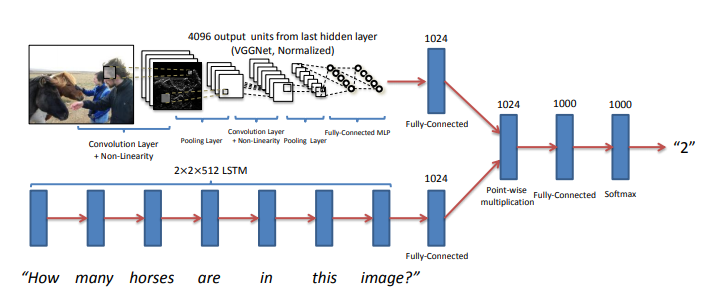 4096 output units from last hidden layer
(VGGNet, Normalized)
1024
Convolution Layer
+ Non-Linearity
Pooling Layer
Convolution Layer
+ Non-Linearity
Pooling Layer
Fully-Connected MLP
Fully-Connected
1024
1000
1000
"2"
Point-wise
multiplication
Fully-Connected
Softmax
2×2×512 LSTM
1024
Fully-Connected
"How many horses are in this image?"